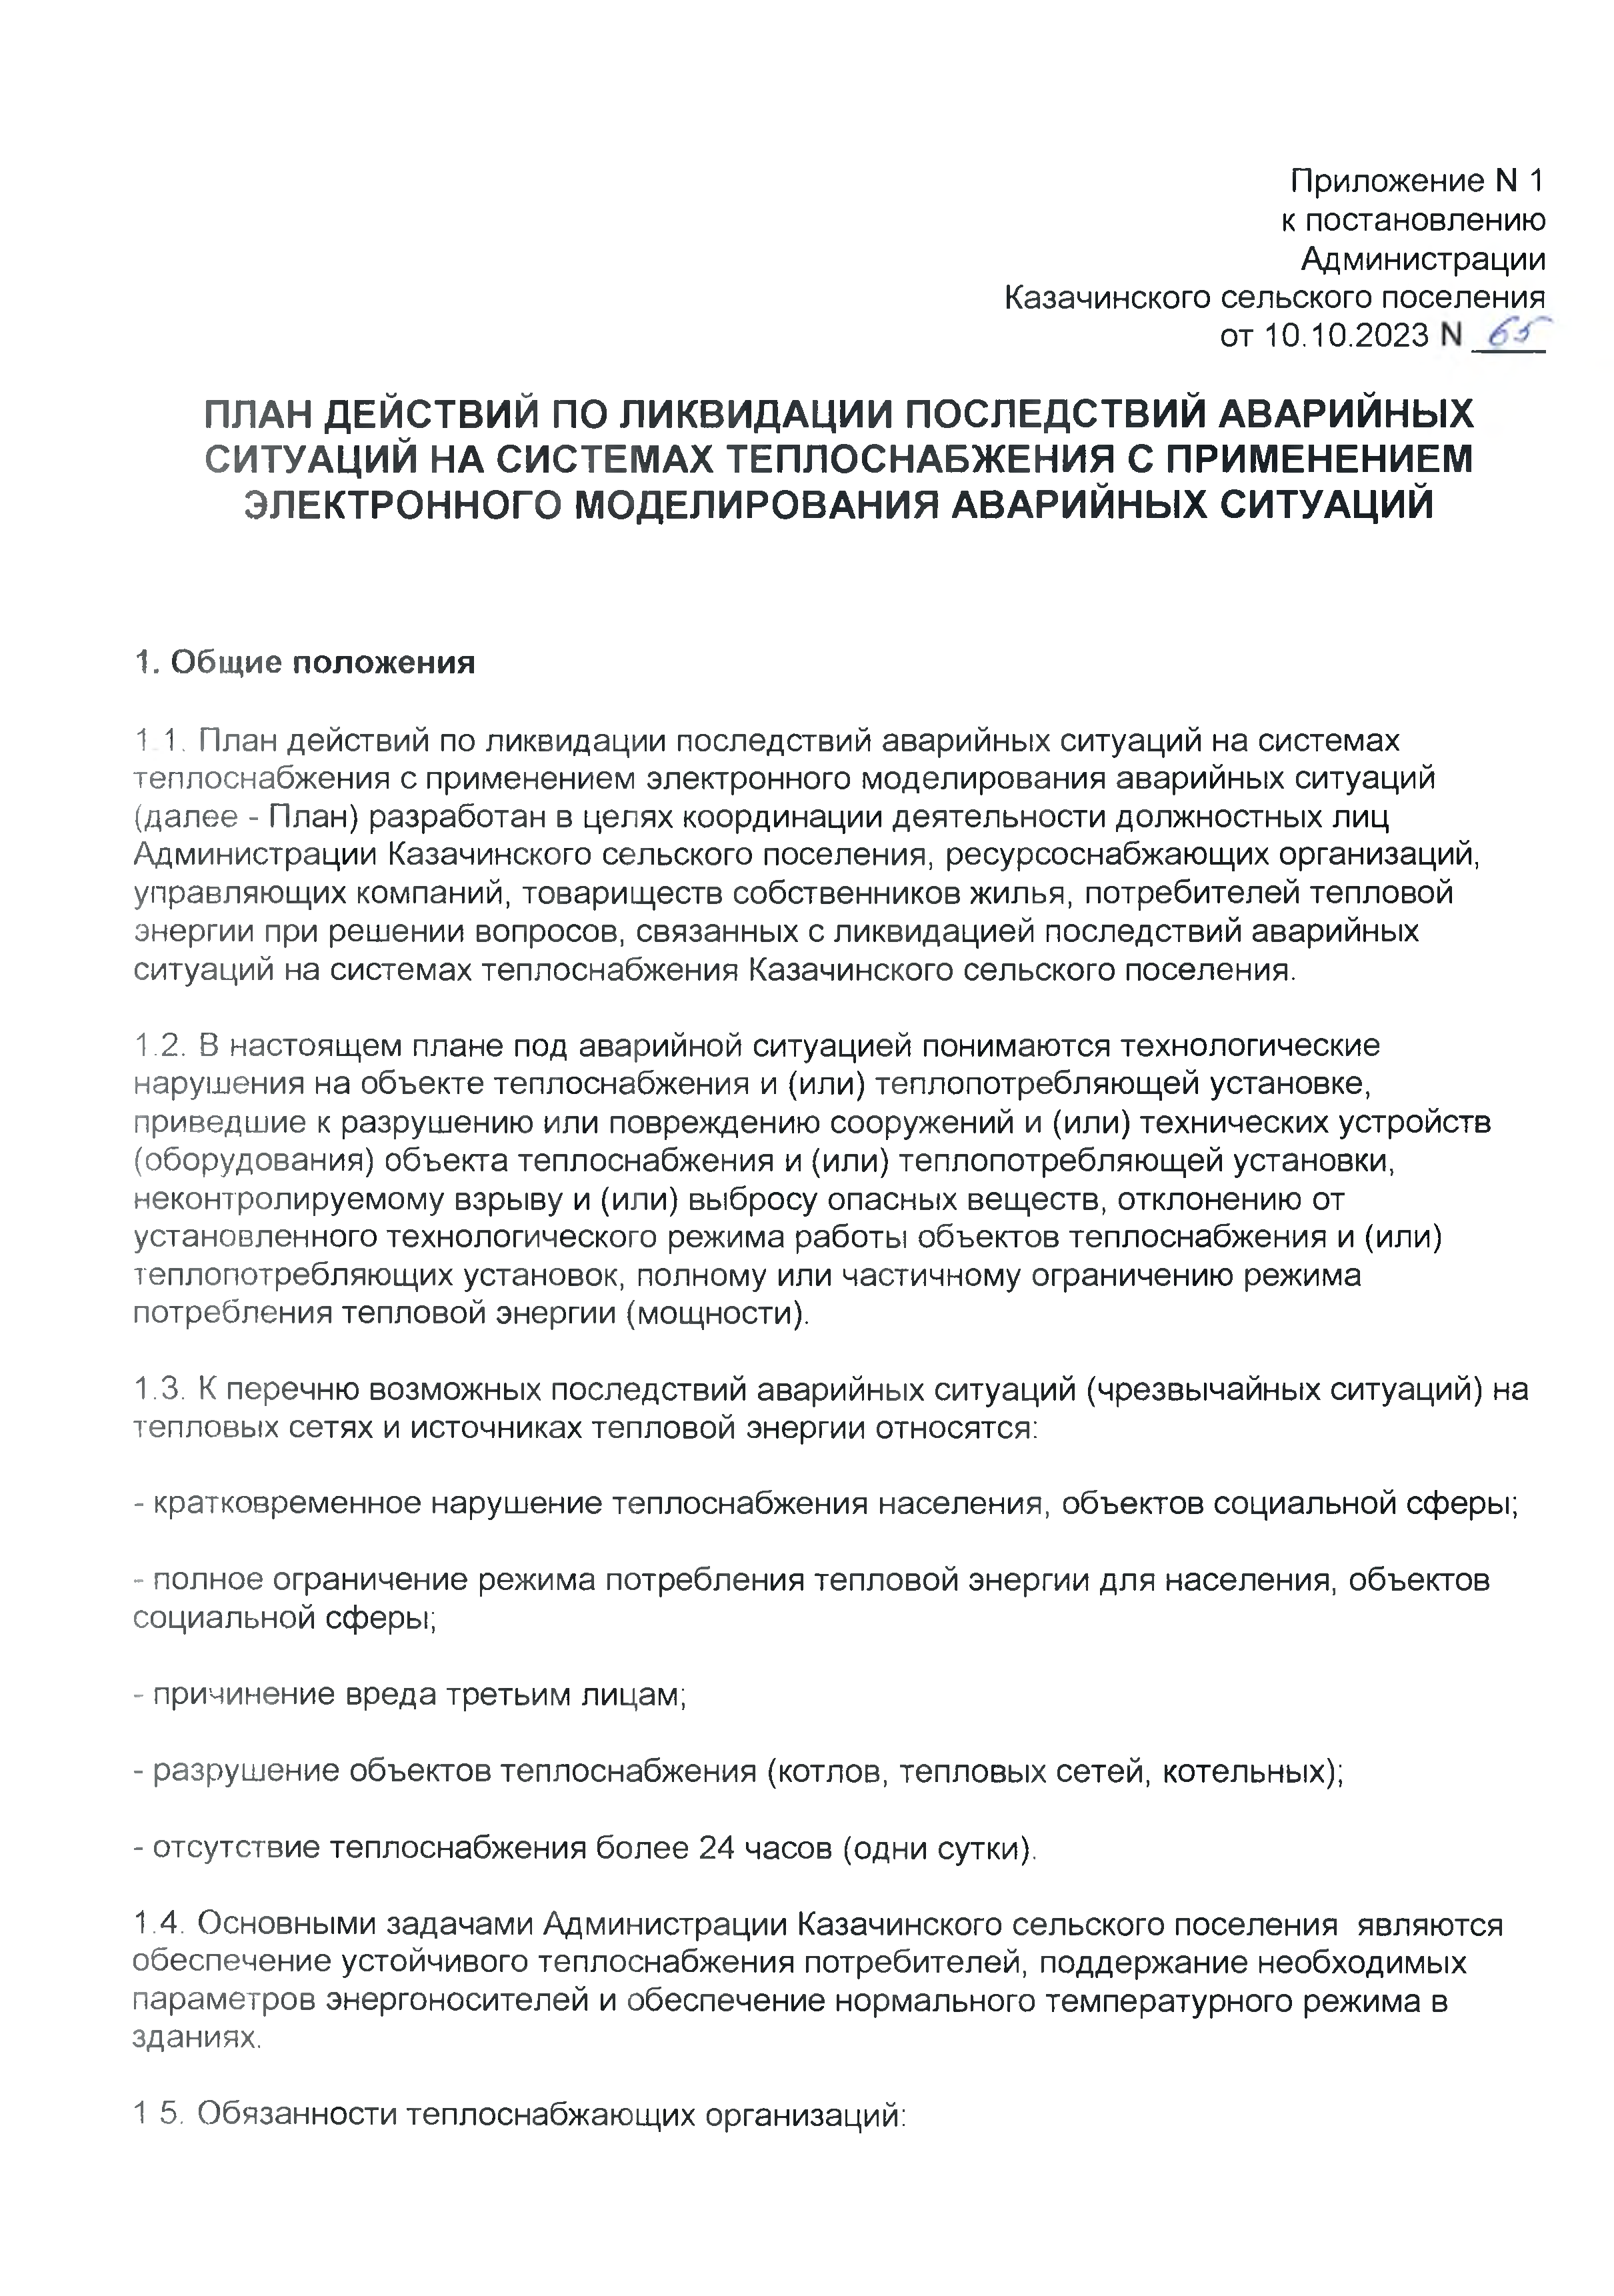 Приложение N 1
к постановлению
Администрации
Казачинского сельского поселения
от 10.10.2023 N 65
ПЛАН ДЕЙСТВИЙ ПО ЛИКВИДАЦИИ ПОСЛЕДСТВИЙ АВАРИЙНЫХ
СИТУАЦИЙ НА СИСТЕМАХ ТЕПЛОСНАБЖЕНИЯ С ПРИМЕНЕНИЕМ
ЭЛЕКТРОННОГО МОДЕЛИРОВАНИЯ АВАРИЙНЫХ СИТУАЦИЙ
1. Общие положения
1.1. План действий по ликвидации последствий аварийных ситуаций на системах
теплоснабжения с применением электронного моделирования аварийных ситуаций
(далее - План) разработан в целях координации деятельности должностных лиц
Администрации Казачинского сельского поселения, ресурсоснабжающих организаций,
управляющих компаний, товариществ собственников жилья, потребителей тепловой
энергии при решении вопросов, связанных с ликвидацией последствий аварийных
ситуаций на системах теплоснабжения Казачинского сельского поселения.
1.2. В настоящем плане под аварийной ситуацией понимаются технологические
нарушения на объекте теплоснабжения и (или) теплопотребляющей установке,
приведшие к разрушению или повреждению сооружений и (или) технических устройств
(оборудования) объекта теплоснабжения и (или) теплопотребляющей установки,
неконтролируемому взрыву и (или) выбросу опасных веществ, отклонению от
установленного технологического режима работы объектов теплоснабжения и (или)
теплопотребляющих установок, полному или частичному ограничению режима
потребления тепловой энергии (мощности).
1.3. К перечню возможных последствий аварийных ситуаций (чрезвычайных ситуаций) на
тепловых сетях и источниках тепловой энергии относятся:
- кратковременное нарушение теплоснабжения населения, объектов социальной сферы;
- полное ограничение режима потребления тепловой энергии для населения, объектов
социальной сферы;
- причинение вреда третьим лицам;
- разрушение объектов теплоснабжения (котлов, тепловых сетей, котельных);
- отсутствие теплоснабжения более 24 часов (одни сутки).
1.4. Основными задачами Администрации Казачинского сельского поселения  являются
обеспечение устойчивого теплоснабжения потребителей, поддержание необходимых
параметров энергоносителей и обеспечение нормального температурного режима в
зданиях.
1 5. Обязанности теплоснабжающих организаций: